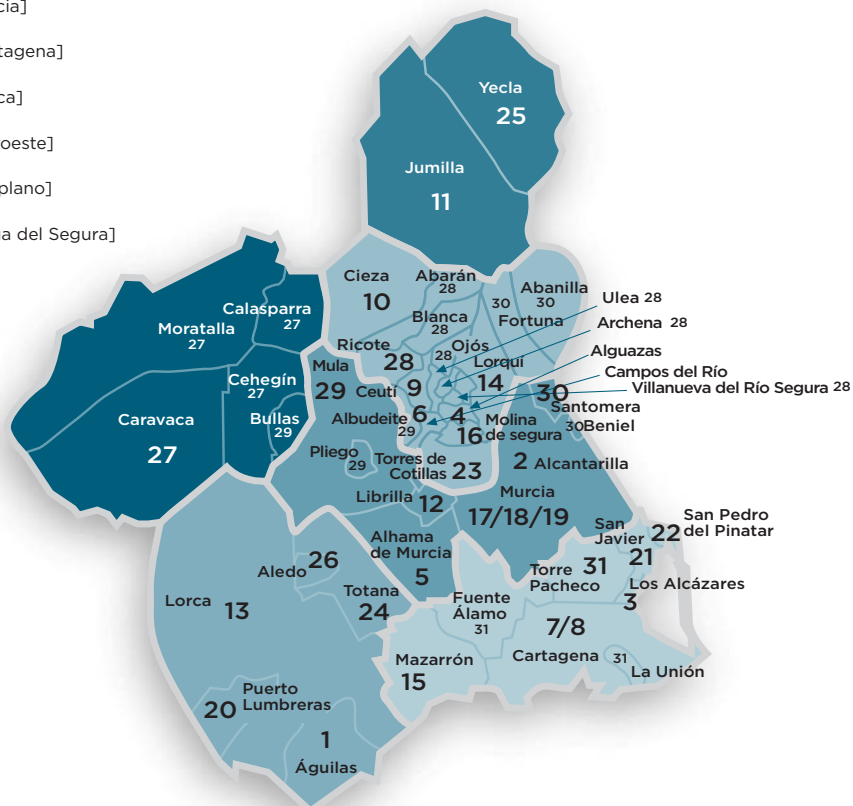 cia]
tagena]
ca]
oeste]
plano]
a del Segura]
Yecla
25
Jumilla
11
Cieza
10
Abarán
28
Abanilla
30
30
Fortuna
Ulea 28
Blanca
28
Archena 28
Calasparra
27
Moratalla
27
Ricote
28
Ojós
28
Lorquí
14
Alguazas
Campos del Río
Villanueva del Río Segura 28
Mula
29
Ceutí 9
Cehegín
27
Caravaca
27
Bullas
29
Albudeite
29
6
4
30
Santomera
30 Beniel
16
Molina
de segura
Pliego
29
Torres de
Cotillas 23
2 Alcantarilla
Librilla 12
Murcia
17/18/19
San
Javier
21
22
San Pedro
del Pinatar
Alhama
de Murcia
5
Aledo 26
Torre
Pacheco
31
Los Alcázares
3
Lorca 13
Totana
24
Fuente
Álamo
31
7/8
Cartagena
31
La Unión
Mazarrón
15
Puerto
Lumbreras
20
1
Águilas